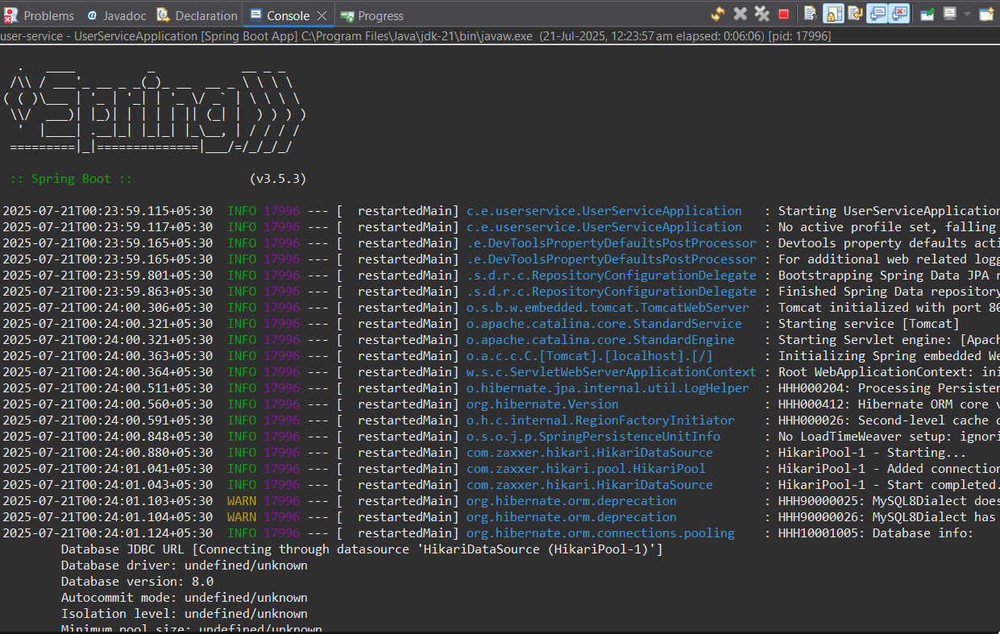 Problems @ Javadoc Declaration Console Progress
user-service - UserServiceApplication [Spring Boot App] C:\Program Files\Java\jdk-21\bin\javaw.exe (21-Jul-2025, 12:23:57 am elapsed: 0:06:06) [pid: 17996]
  .   ____          _            __ _ _
 /\\ / ___'_ __ _ _(_)_ __  __ _ \ \ \ \
( ( )\___ | '_ | '_| | '_ \/ _` | \ \ \ \
 \\/  ___)| |_)| | | | | || (_| |  ) ) ) )
  '  |____| .__|_| |_|_| |_\__, | / / / /
 =========|_|==============|___/=/_/_/_/
 :: Spring Boot ::                (v3.5.3)
2025-07-21T00:23:59.115+05:30  INFO 17996 --- [  restartedMain] c.e.userservice.UserServiceApplication   : Starting UserServiceApplication
2025-07-21T00:23:59.117+05:30  INFO 17996 --- [  restartedMain] c.e.userservice.UserServiceApplication   : No active profile set, falling
2025-07-21T00:23:59.165+05:30  INFO 17996 --- [  restartedMain] .e.DevToolsPropertyDefaultsPostProcessor : Devtools property defaults acti
2025-07-21T00:23:59.165+05:30  INFO 17996 --- [  restartedMain] .e.DevToolsPropertyDefaultsPostProcessor : For additional web related logg
2025-07-21T00:23:59.801+05:30  INFO 17996 --- [  restartedMain] .s.d.r.c.RepositoryConfigurationDelegate : Bootstrapping Spring Data JPA r
2025-07-21T00:23:59.863+05:30  INFO 17996 --- [  restartedMain] .s.d.r.c.RepositoryConfigurationDelegate : Finished Spring Data repository
2025-07-21T00:24:00.306+05:30  INFO 17996 --- [  restartedMain] o.s.b.w.embedded.tomcat.TomcatWebServer  : Tomcat initialized with port 80
2025-07-21T00:24:00.321+05:30  INFO 17996 --- [  restartedMain] o.apache.catalina.core.StandardService   : Starting service [Tomcat]
2025-07-21T00:24:00.321+05:30  INFO 17996 --- [  restartedMain] o.apache.catalina.core.StandardEngine    : Starting Servlet engine: [Apac
2025-07-21T00:24:00.363+05:30  INFO 17996 --- [  restartedMain] o.a.c.c.C.[Tomcat].[localhost].[/]       : Initializing Spring embedded We
2025-07-21T00:24:00.364+05:30  INFO 17996 --- [  restartedMain] w.s.c.ServletWebServerApplicationContext : Root WebApplicationContext: ini
2025-07-21T00:24:00.511+05:30  INFO 17996 --- [  restartedMain] o.hibernate.jpa.internal.util.LogHelper  : HHH000204: Processing Persisten
2025-07-21T00:24:00.560+05:30  INFO 17996 --- [  restartedMain] org.hibernate.Version                    : HHH000412: Hibernate ORM core v
2025-07-21T00:24:00.591+05:30  INFO 17996 --- [  restartedMain] o.h.c.internal.RegionFactoryInitiator    : HHH000026: Second-level cache d
2025-07-21T00:24:00.848+05:30  INFO 17996 --- [  restartedMain] o.s.o.j.p.SpringPersistenceUnitInfo      : No LoadTimeWeaver setup: ignori
2025-07-21T00:24:00.880+05:30  INFO 17996 --- [  restartedMain] com.zaxxer.hikari.HikariDataSource       : HikariPool-1 - Starting...
2025-07-21T00:24:01.041+05:30  INFO 17996 --- [  restartedMain] com.zaxxer.hikari.pool.HikariPool        : HikariPool-1 - Added connection
2025-07-21T00:24:01.043+05:30  INFO 17996 --- [  restartedMain] com.zaxxer.hikari.HikariDataSource       : HikariPool-1 - Start completed.
2025-07-21T00:24:01.103+05:30  WARN 17996 --- [  restartedMain] org.hibernate.orm.deprecation            : HHH90000025: MySQL8Dialect does
2025-07-21T00:24:01.104+05:30  WARN 17996 --- [  restartedMain] org.hibernate.orm.deprecation            : HHH90000026: MySQL8Dialect has
2025-07-21T00:24:01.124+05:30  INFO 17996 --- [  restartedMain] org.hibernate.orm.connections.pooling    : HHH10001005: Database info:
	Database JDBC URL [Connecting through datasource 'HikariDataSource (HikariPool-1)']
	Database driver: undefined/unknown
	Database version: 8.0
	Autocommit mode: undefined/unknown
	Isolation level: undefined/unknown
	Minimum pool size: undefined/unknown